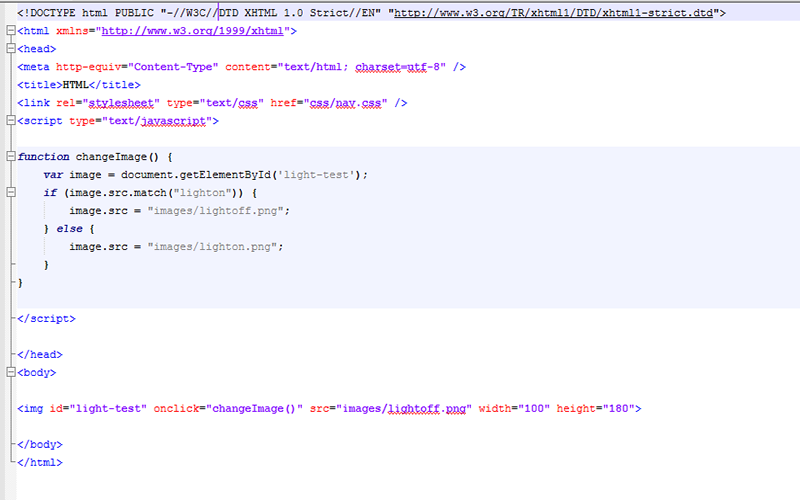 <!DOCTYPE html PUBLIC "-//W3C//DTD XHTML 1.0 Strict//EN" "http://www.w3.org/TR/xhtml1/DTD/xhtml1-strict.dtd">
<html xmlns="http://www.w3.org/1999/xhtml">
<head>
<meta http-equiv="Content-Type" content="text/html; charset=utf-8" />
<title>HTML</title>
<link rel="stylesheet" type="text/css" href="css/nav.css" />
<script type="text/javascript">
function changeImage() {
    var image = document.getElementById('light-test');
    if (image.src.match("lighton")) {
        image.src = "images/lightoff.png";
    } else {
        image.src = "images/lighton.png";
    }
}
</script>
</head>
<body>
<img id="light-test" onclick="changeImage()" src="images/lightoff.png" width="100" height="180">
</body>
</html>